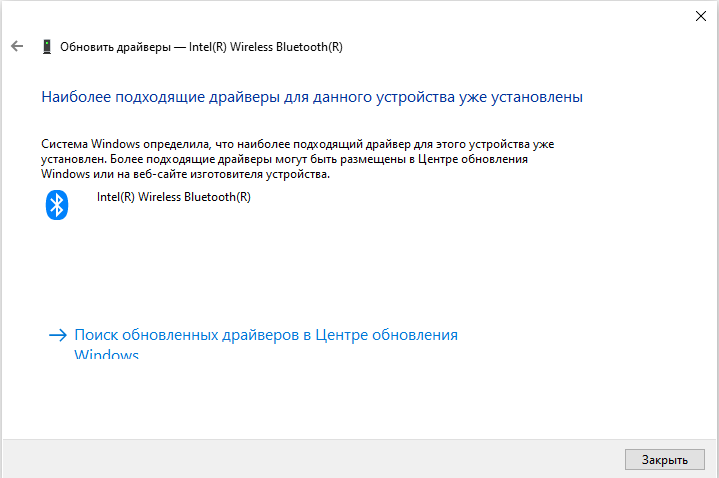 Обновить драйверы — Intel(R) Wireless Bluetooth(R)
Наиболее подходящие драйверы для данного устройства уже установлены
Система Windows определила, что наиболее подходящий драйвер для этого устройства уже
установлен. Более подходящие драйверы могут быть размещены в Центре обновления
Windows или на веб-сайте изготовителя устройства.
Intel(R) Wireless Bluetooth(R)
Поиск обновленных драйверов в Центре обновления
Windows
Закрыть